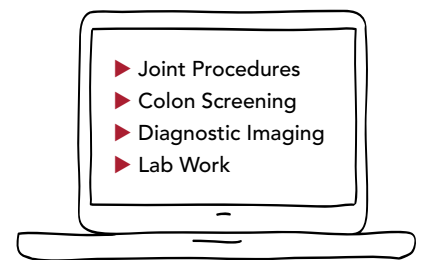 Joint Procedures
Colon Screening
Diagnostic Imaging
Lab Work